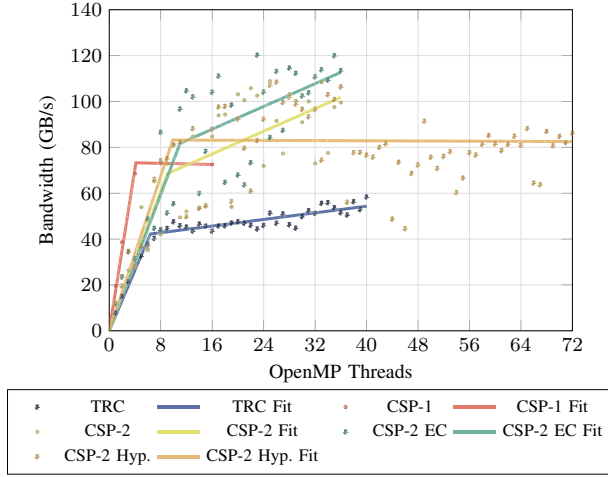 140
120
100
80
60
40
20
0
Bandwidth (GB/s)
0 8 16 24 32 40 48 56 64 72
OpenMP Threads
TRC TRC Fit CSP-1 CSP-1 Fit
CSP-2 CSP-2 Fit CSP-2 EC CSP-2 EC Fit
CSP-2 Hyp. CSP-2 Hyp. Fit